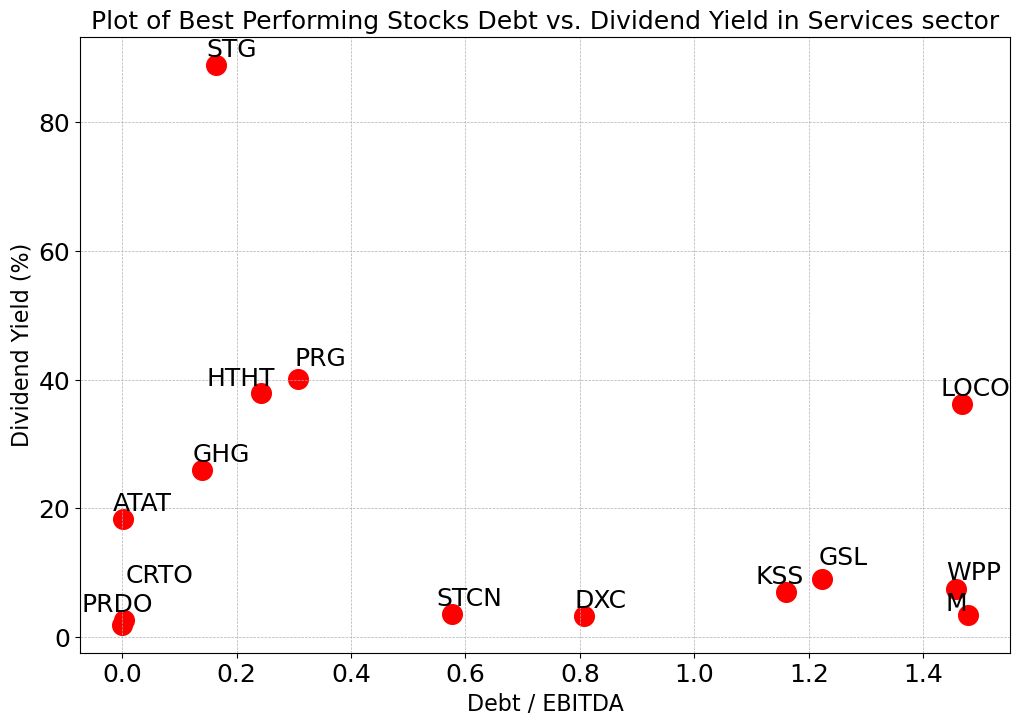 Plot of Best Performing Stocks Debt vs. Dividend Yield in Services sector
STG
80
60
Dividend Yield (%)
PRG
HTHT
40
LOCO
GHG
20
ATAT
GSL
WPP
CRTO
KSS
STCN
DXC
M
PRDO
0
0.0 0.2 0.4 0.6 0.8 1.0 1.2 1.4
Debt / EBITDA